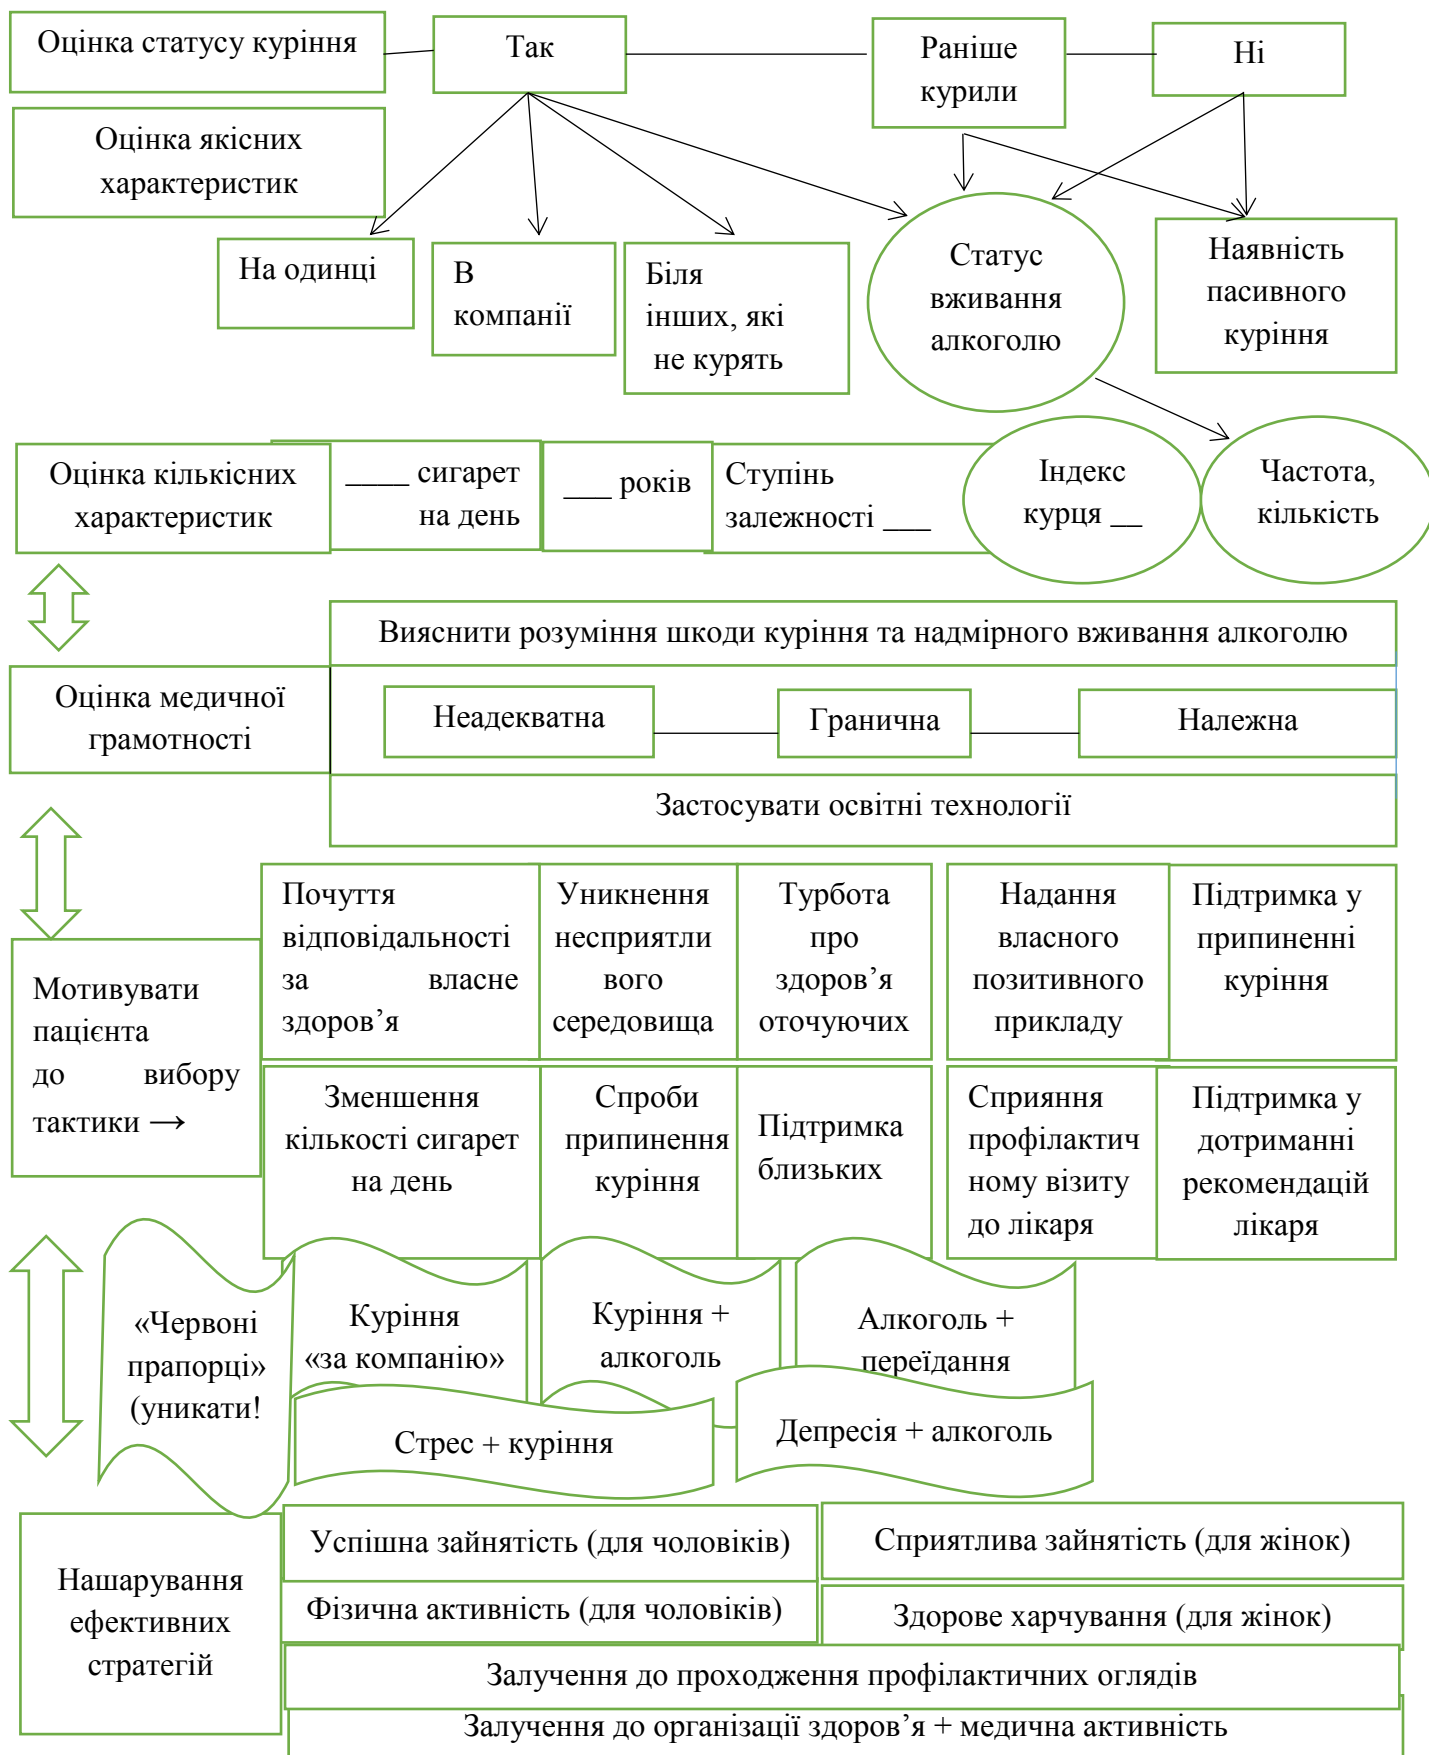 Оцінка статусу куріння
Так
Раніше
курили
Ні
Оцінка якісних
характеристик
На одинці
В
компанії
Біля
інших, які
не курять
Статус
вживання
алкоголю
Наявність
пасивного
куріння
Оцінка кількісних
характеристик
____ сигарет
на день
___ років
Ступінь
залежності ___
Індекс
курця __
Частота,
кількість
Вияснити розуміння шкоди куріння та надмірного вживання алкоголю
Оцінка медичної
грамотності
Неадекватна
Гранична
Належна
Застосувати освітні технології
Мотивувати
пацієнта
до вибору
тактики →
Почуття
відповідальності
за власне
здоров’я
Уникнення
несприятли
вого
середовища
Турбота
про
здоров’я
оточуючих
Надання
власного
позитивного
прикладу
Підтримка у
припиненні
куріння
Зменшення
кількості сигарет
на день
Спроби
припинення
куріння
Підтримка
близьких
Сприяння
профілактич
ному візиту
до лікаря
Підтримка у
дотриманні
рекомендацій
лікаря
«Червоні
прапорці»
(уникати!
Куріння
«за компанію»
Куріння +
алкоголь
Алкоголь +
переїдання
Стрес + куріння
Депресія + алкоголь
Нашарування
ефективних
стратегій
Успішна зайнятість (для чоловіків)
Сприятлива зайнятість (для жінок)
Фізична активність (для чоловіків)
Здорове харчування (для жінок)
Залучення до проходження профілактичних оглядів
Залучення до організації здоров’я + медична активність